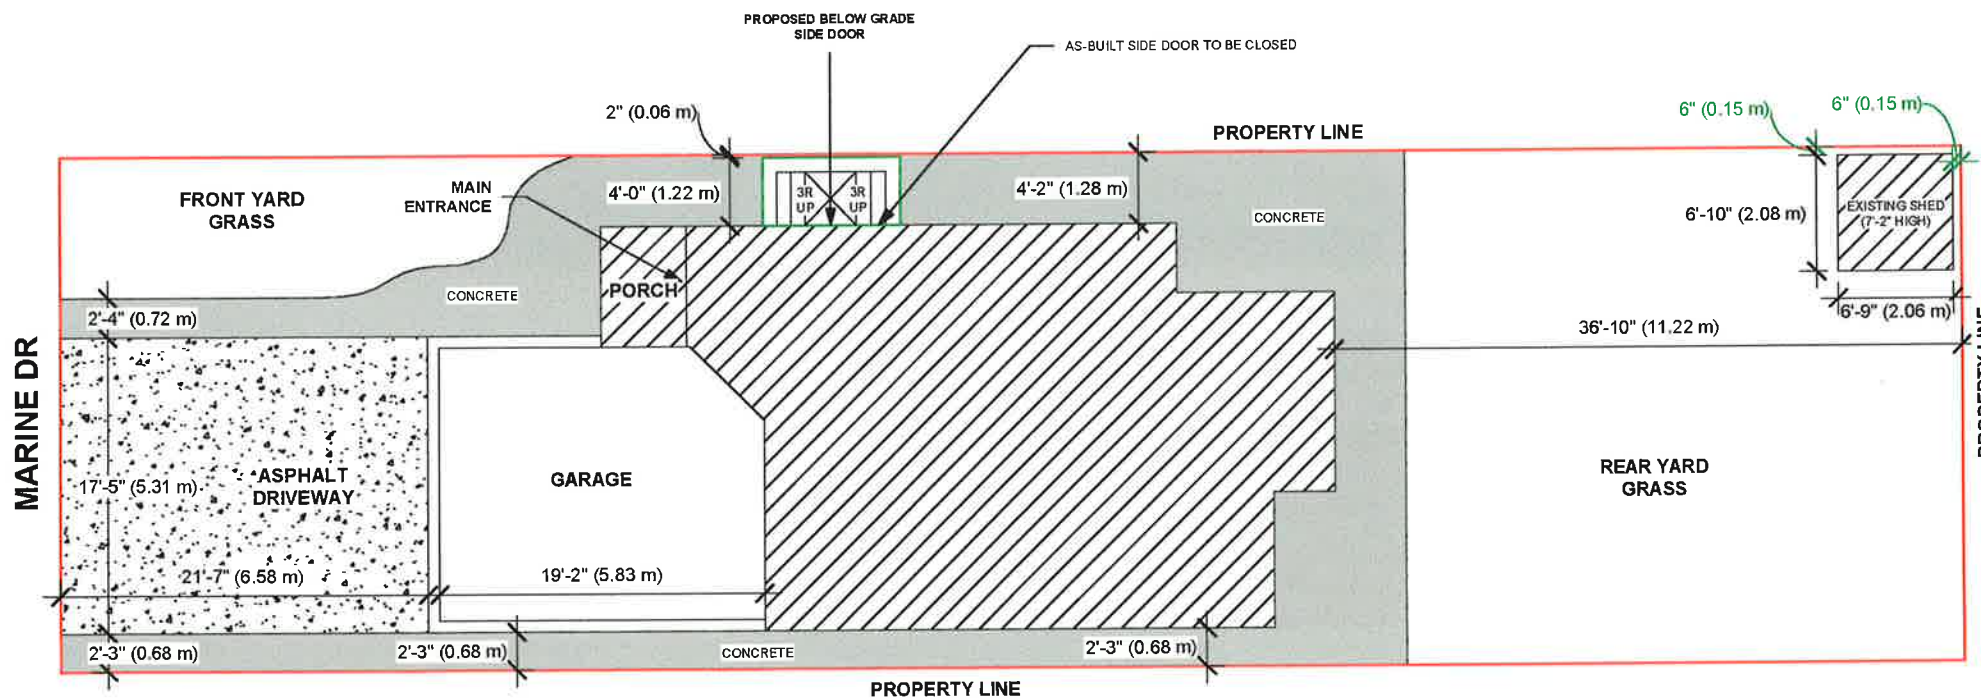 PROPOSED BELOW GRADE
SIDE DOOR
AS-BUILT SIDE DOOR TO BE CLOSED
2" (0.06 m)
PROPERTY LINE
6" (0.15 m)
6" (0.15 m)
FRONT YARD
GRASS
MAIN
ENTRANCE
4'-0" (1.22 m)
3R
UP
3R
UP
4'-2" (1.28 m)
CONCRETE
6'-10" (2.08 m)
EXISTING SHED
(7'-2" HIGH)
CONCRETE
PORCH
2'-4" (0.72 m)
6'-9" (2.06 m)
36'-10" (11.22 m)
PROPERTY LINE
MARINE DR
17'-5" (5.31 m)
ASPHALT
DRIVEWAY
GARAGE
REAR YARD
GRASS
21'-7" (6.58 m)
19'-2" (5.83 m)
2'-3" (0.68 m)
2'-3" (0.68 m)
CONCRETE
2'-3" (0.68 m)
PROPERTY LINE